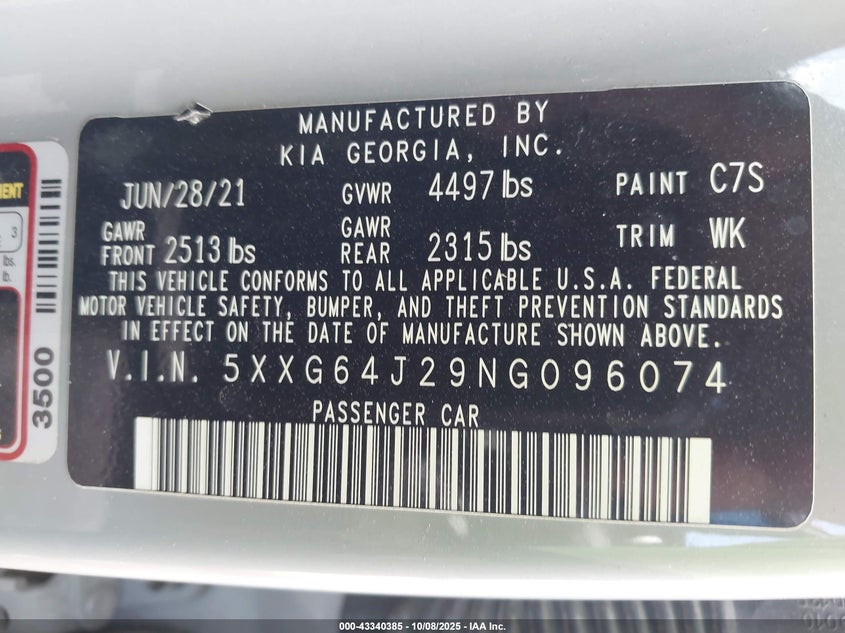 MANUFACTURED BY
KIA GEORGIA, INC.
JUN/28/21 GVWR 4497 lbs PAINT C7S
GAWR FRONT 2513 lbs GAWR REAR 2315 lbs TRIM WK
THIS VEHICLE CONFORMS TO ALL APPLICABLE U.S.A. FEDERAL
MOTOR VEHICLE SAFETY, BUMPER, AND THEFT PREVENTION STANDARDS
IN EFFECT ON THE DATE OF MANUFACTURE SHOWN ABOVE.
V.I.N. 5XXG64J29NG096074
PASSENGER CAR
3
lbs.
lb.
3500
000-43340385 - 10/08/2025 - IAA Inc.